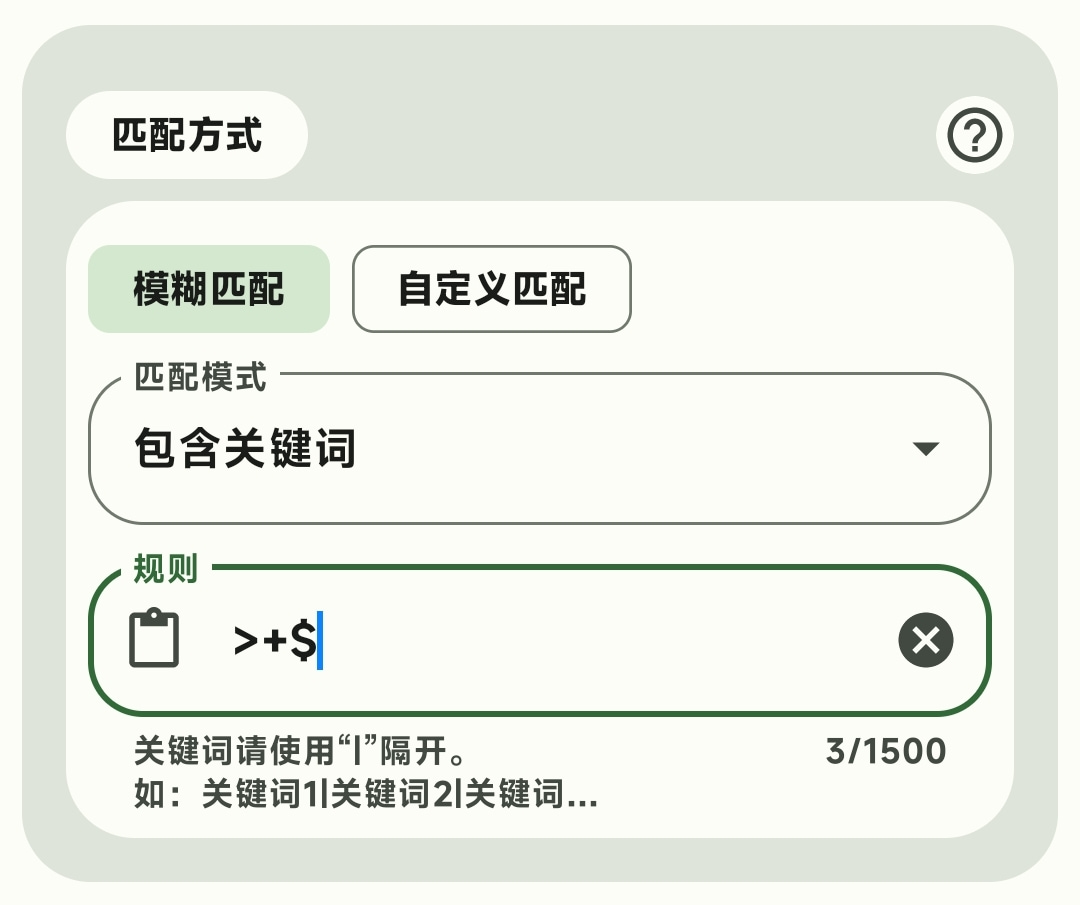 匹配方式
模糊匹配
自定义匹配
匹配模式
包含关键词
规则
>+$
关键词请使用“|”隔开。
3/1500
如：关键词1|关键词2|关键词...